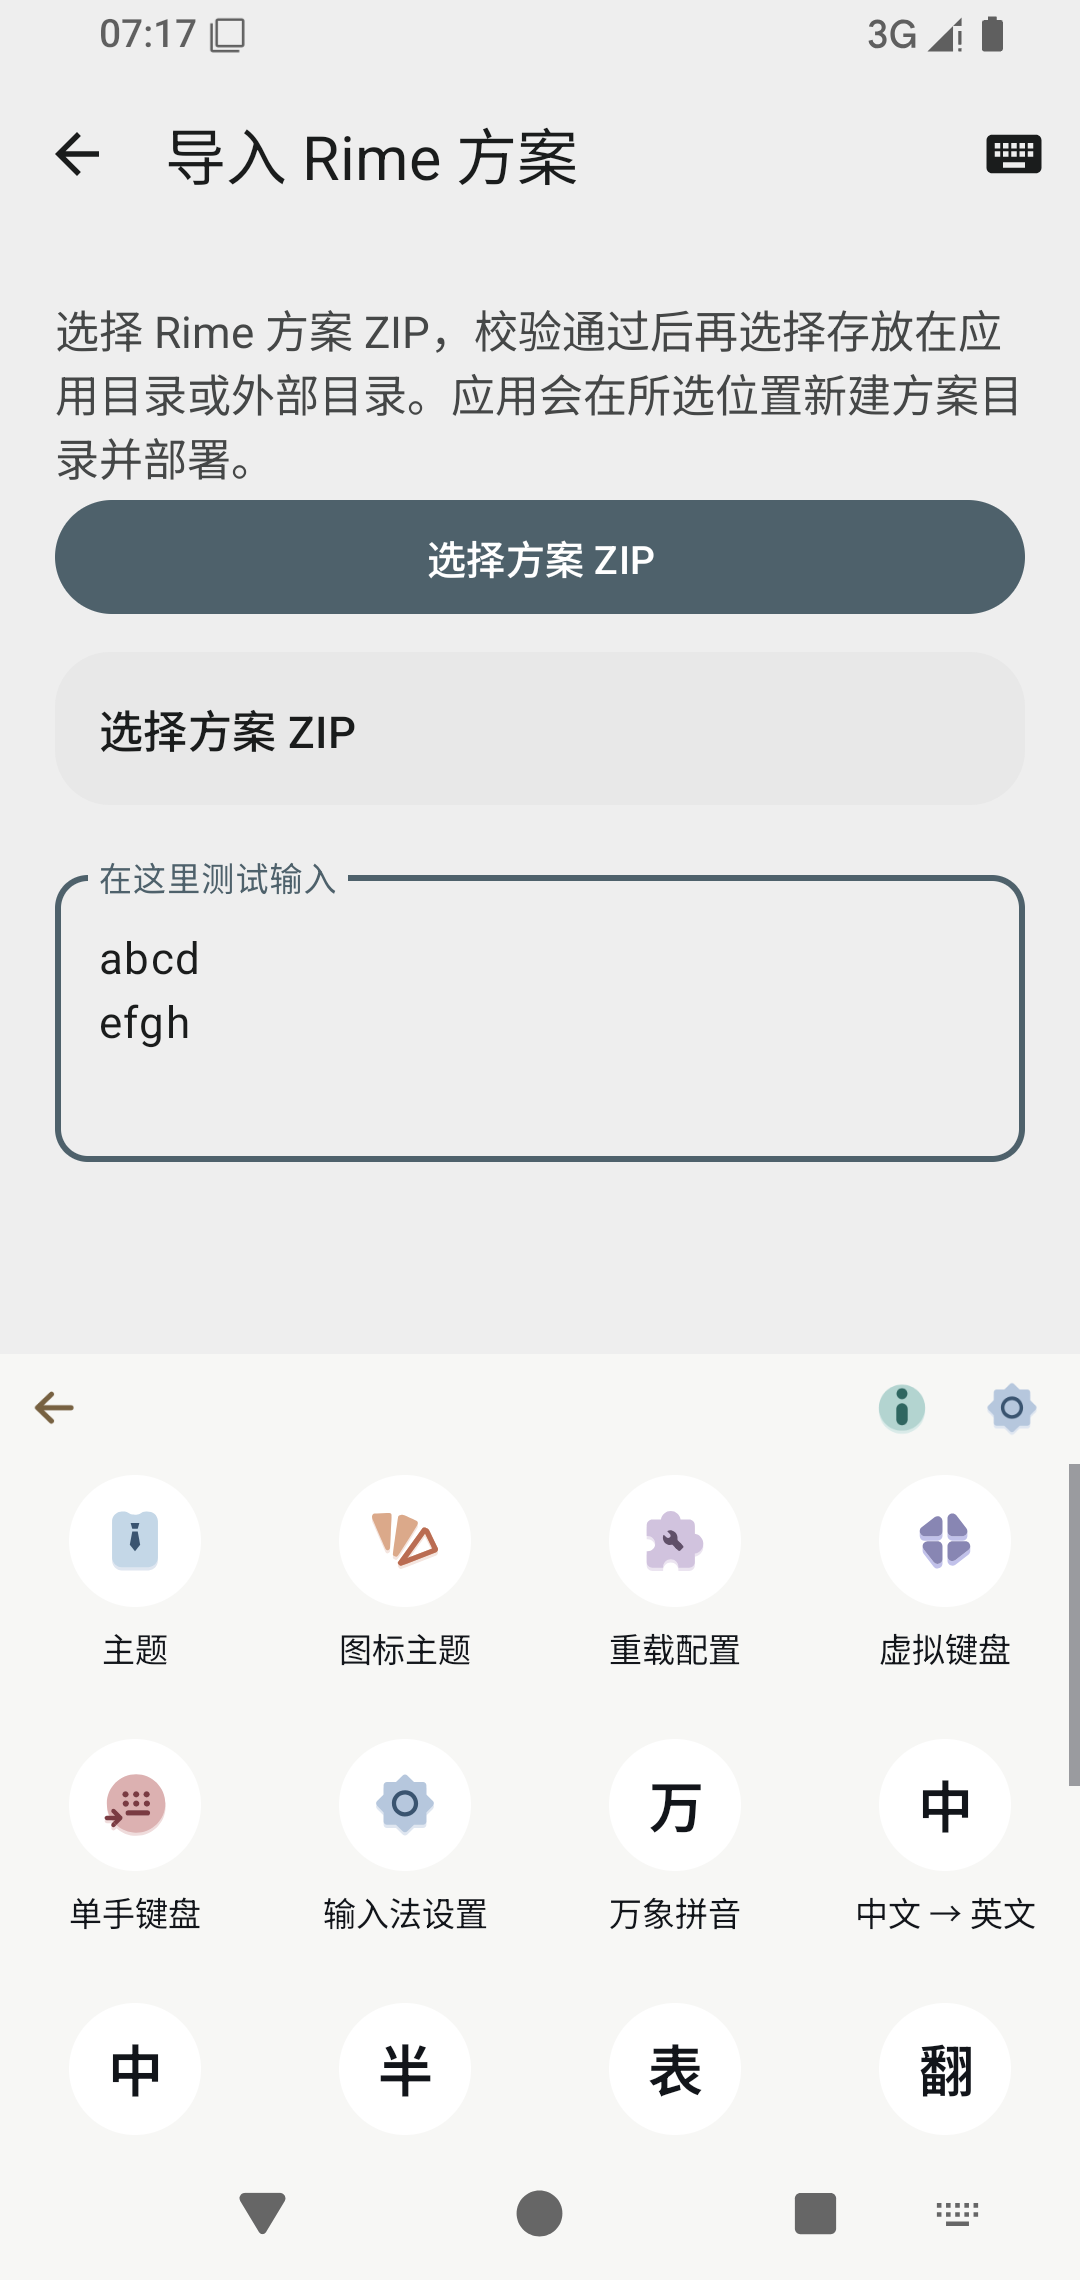 07:17
3G
导入 Rime 方案
选择 Rime 方案 ZIP，校验通过后再选择存放在应
用目录或外部目录。应用会在所选位置新建方案目
录并部署。
选择方案 ZIP
选择方案 ZIP
在这里测试输入
abcd
efgh
主题 图标主题 重载配置 虚拟键盘
万 中
单手键盘 输入法设置 万象拼音 中文 → 英文
中 半 表 翻